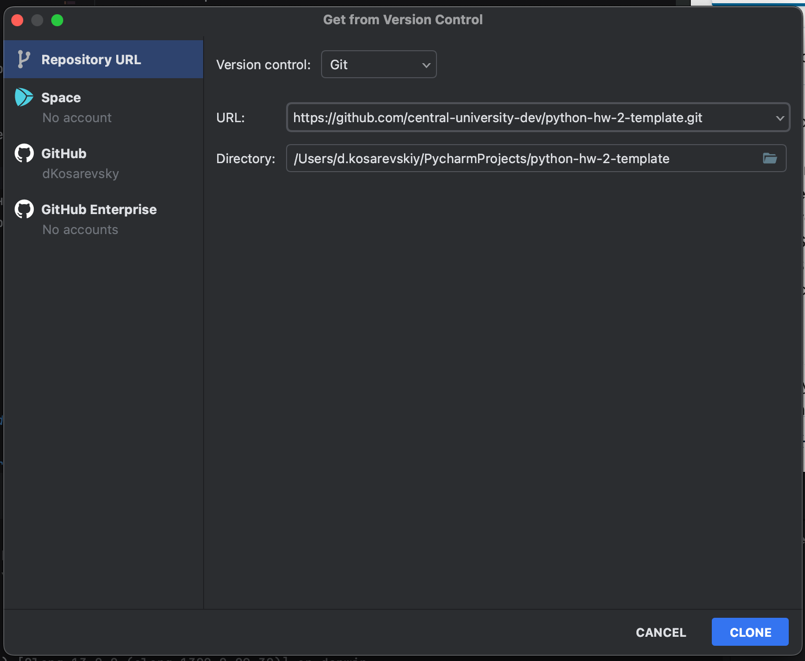 Get from Version Control
Repository URL
Space
No account
GitHub
dKosarevsky
GitHub Enterprise
No accounts
Version control: Git
URL: https://github.com/central-university-dev/python-hw-2-template.git
Directory: /Users/d.kosarevskiy/PycharmProjects/python-hw-2-template
CANCEL CLONE